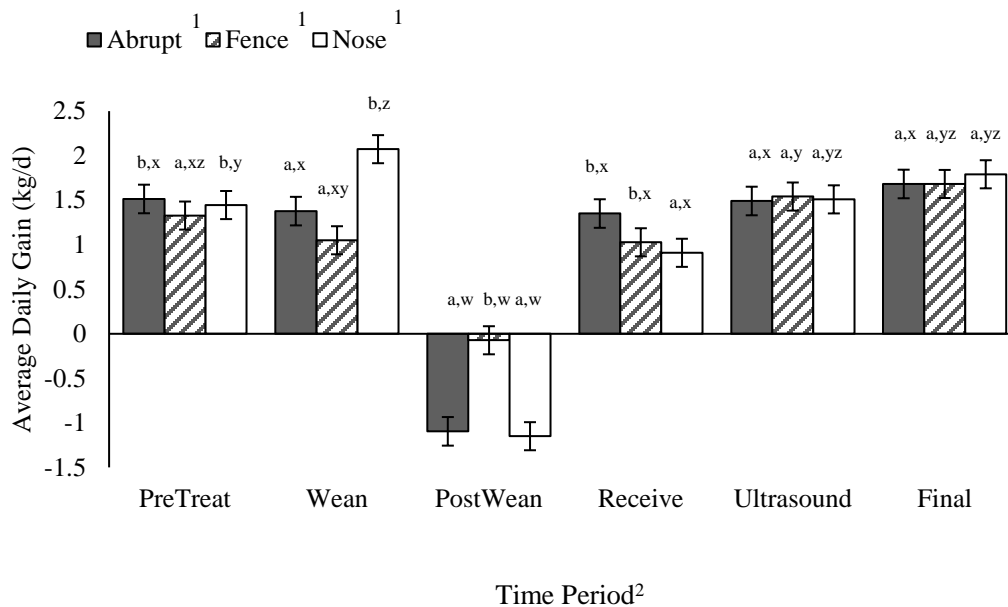 Abrupt 1 Fence 1 Nose 1
Average Daily Gain (kg/d)
2.5
2
1.5
1
0.5
0
-0.5
-1
-1.5
b,x a,xz b,y
a,x a,xy b,z
a,w b,w a,w
b,x b,x a,x
a,x a,y a,yz
a,x a,yz a,yz
PreTreat Wean PostWean Receive Ultrasound Final
Time Period2